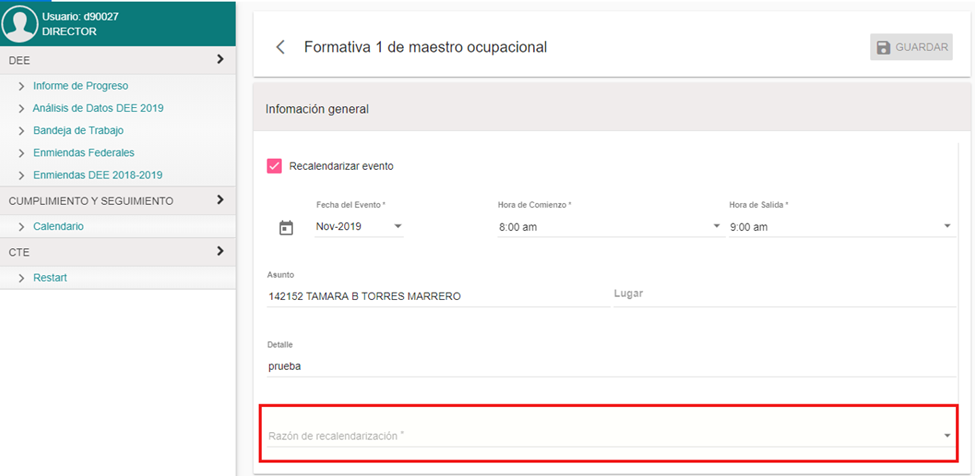 Usuario: d90027
DIRECTOR
DEE
Informe de Progreso
Análisis de Datos DEE 2019
Bandeja de Trabajo
Enmiendas Federales
Enmiendas DEE 2018-2019
CUMPLIMIENTO Y SEGUIMIENTO
Calendario
CTE
Restart
Formativa 1 de maestro ocupacional
GUARDAR
Infomación general
Recalendarizar evento
Fecha del Evento * Hora de Comienzo * Hora de Salida *
Nov-2019 8:00 am 9:00 am
Asunto
142152 TAMARA B TORRES MARRERO Lugar
Detalle
prueba
Razón de recalendarización *